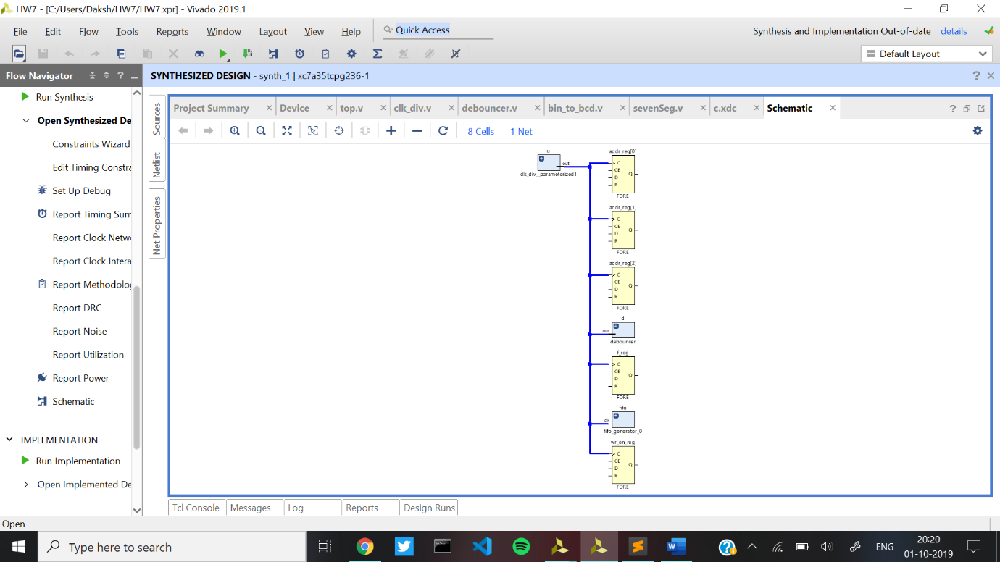 HW7 - [C:/Users/Daksh/HW7/HW7.xpr] - Vivado 2019.1
File Edit Flow Tools Reports Window Layout View Help Quick Access
Synthesis and Implementation Out-of-date details
Default Layout
Flow Navigator
SYNTHESIZED DESIGN - synth_1 | xc7a35tcpg236-1
Run Synthesis
Open Synthesized De
Constraints Wizard
Edit Timing Constra
Set Up Debug
Report Timing Sum
Report Clock Netw
Report Clock Intera
Report Methodolog
Report DRC
Report Noise
Report Utilization
Report Power
Schematic
IMPLEMENTATION
Run Implementation
Open Implemented De
Sources
Netlist
Net Properties
Project Summary Device top.v clk_div.v debouncer.v bin_to_bcd.v sevenSeg.v c.xdc Schematic
8 Cells 1 Net
u
out
clk_div__parameterized1
addr_reg[0]
C
CE
D
R
Q
FDRE
addr_reg[1]
C
CE
D
R
Q
FDRE
addr_reg[2]
C
CE
D
R
Q
FDRE
d
out
debouncer
f_reg
C
CE
D
R
Q
FDRE
fifo
clk
fifo_generator_0
wr_en_reg
C
CE
D
R
Q
FDRE
Tcl Console Messages Log Reports Design Runs
Open
Type here to search
ENG
20:20
01-10-2019